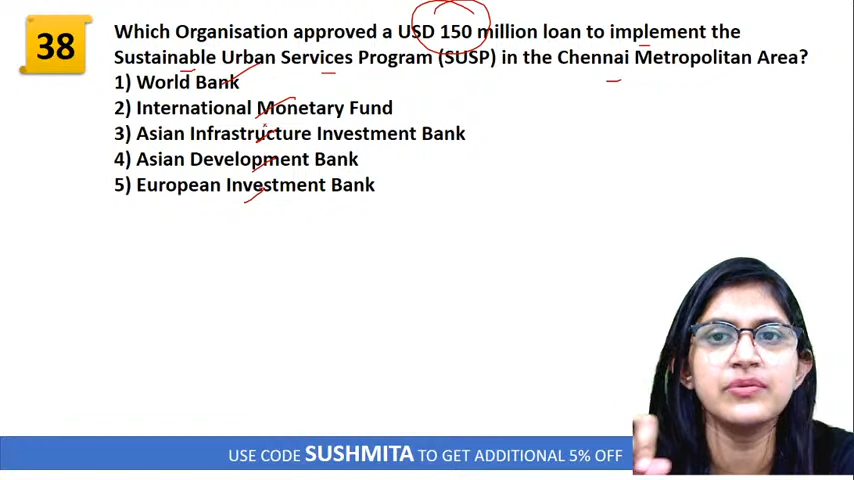 38
Which Organisation approved a USD 150 million loan to implement the
Sustainable Urban Services Program (SUSP) in the Chennai Metropolitan Area?
1) World Bank
2) International Monetary Fund
3) Asian Infrastructure Investment Bank
4) Asian Development Bank
5) European Investment Bank
USE CODE SUSHMITA TO GET ADDITIONAL 5% OFF